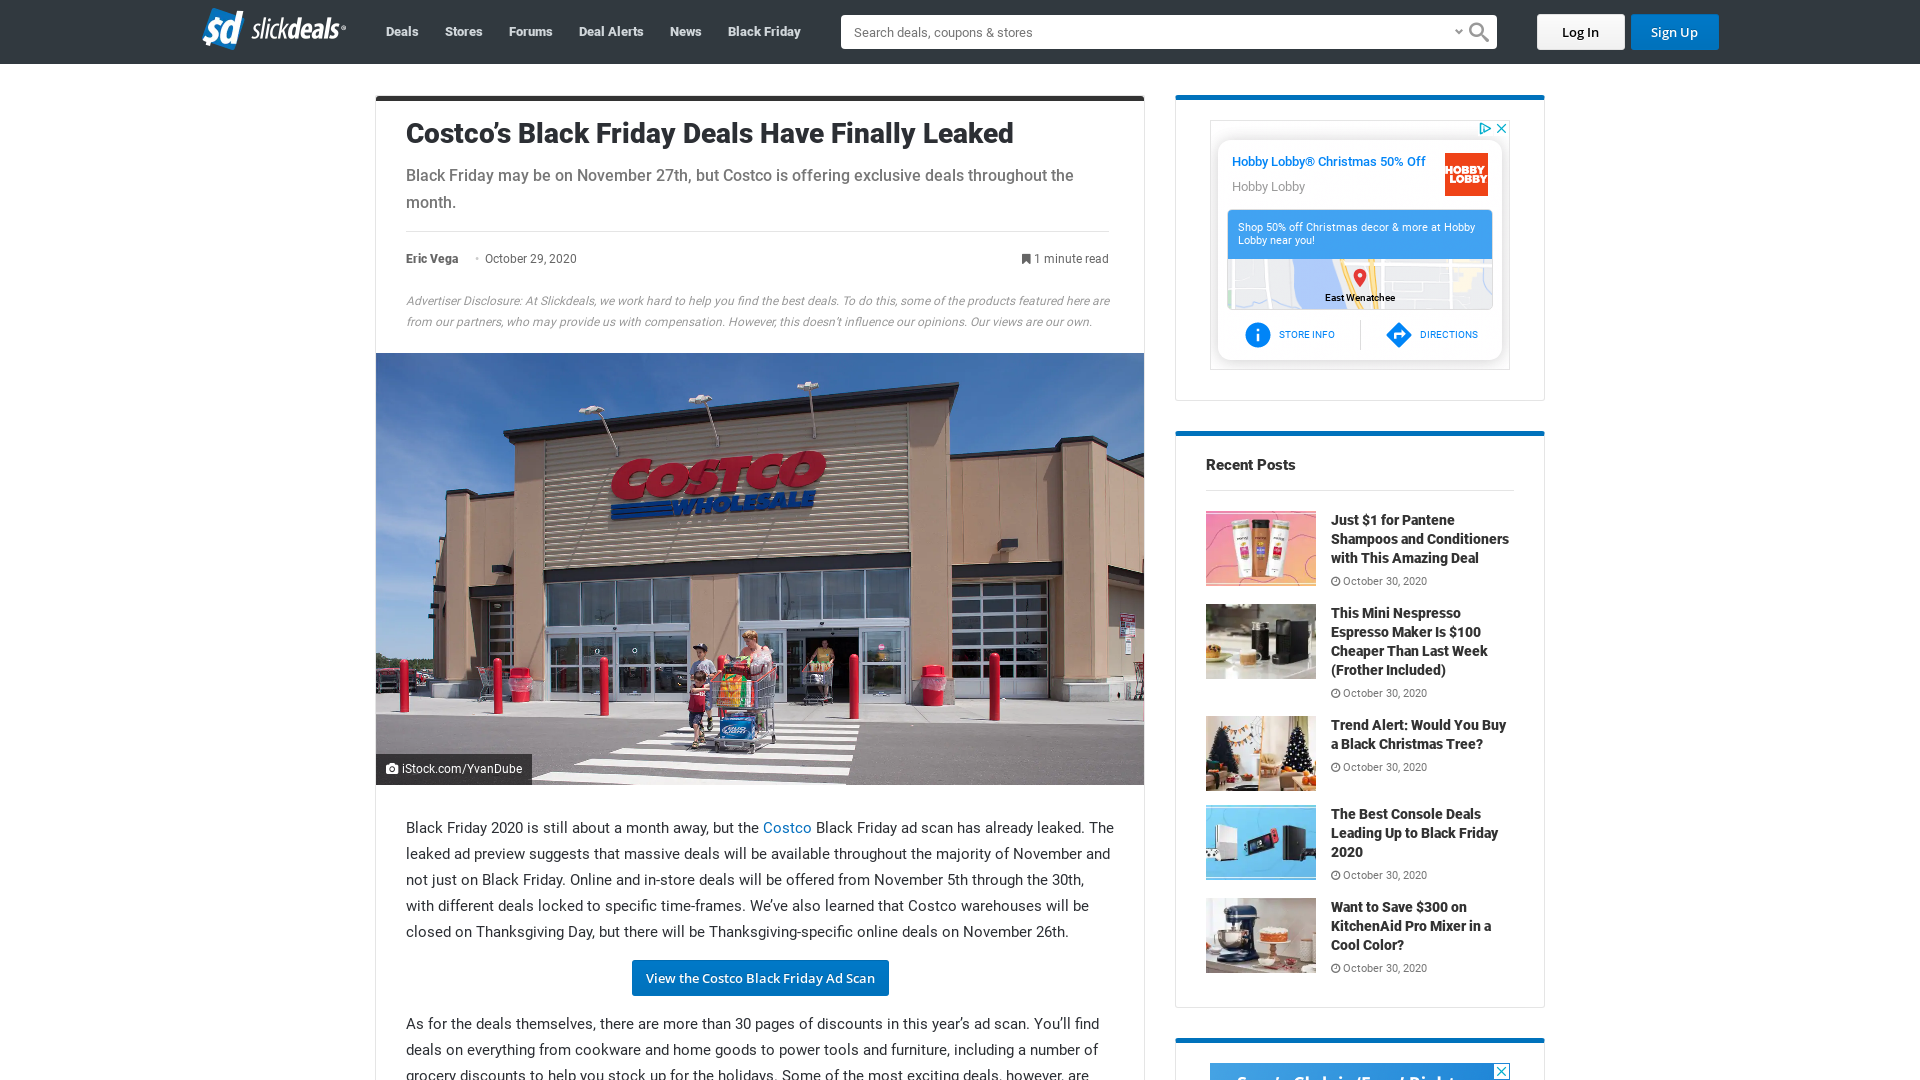 sd slickdeals
Deals
Stores
Forums
Deal Alerts
News
Black Friday
Search deals, coupons & stores
Log In
Sign Up
Costco’s Black Friday Deals Have Finally Leaked
Black Friday may be on November 27th, but Costco is offering exclusive deals throughout the
month.
Eric Vega • October 29, 2020
1 minute read
Advertiser Disclosure: At Slickdeals, we work hard to help you find the best deals. To do this, some of the products featured here are
from our partners, who may provide us with compensation. However, this doesn’t influence our opinions. Our views are our own.
COSTCO
WHOLESALE
iStock.com/YvanDube
Black Friday 2020 is still about a month away, but the Costco Black Friday ad scan has already leaked. The
leaked ad preview suggests that massive deals will be available throughout the majority of November and
not just on Black Friday. Online and in-store deals will be offered from November 5th through the 30th,
with different deals locked to specific time-frames. We’ve also learned that Costco warehouses will be
closed on Thanksgiving Day, but there will be Thanksgiving-specific online deals on November 26th.
View the Costco Black Friday Ad Scan
As for the deals themselves, there are more than 30 pages of discounts in this year’s ad scan. You’ll find
deals on everything from cookware and home goods to power tools and furniture, including a number of
grocery discounts to help you stock up for the holidays. Some of the most exciting deals, however, are
Hobby Lobby® Christmas 50% Off
Hobby Lobby
HOBBY
LOBBY
Shop 50% off Christmas decor & more at Hobby
Lobby near you!
East Wenatchee
STORE INFO
DIRECTIONS
Recent Posts
Just $1 for Pantene
Shampoos and Conditioners
with This Amazing Deal
October 30, 2020
This Mini Nespresso
Espresso Maker Is $100
Cheaper Than Last Week
(Frother Included)
October 30, 2020
Trend Alert: Would You Buy
a Black Christmas Tree?
October 30, 2020
The Best Console Deals
Leading Up to Black Friday
2020
October 30, 2020
Want to Save $300 on
KitchenAid Pro Mixer in a
Cool Color?
October 30, 2020